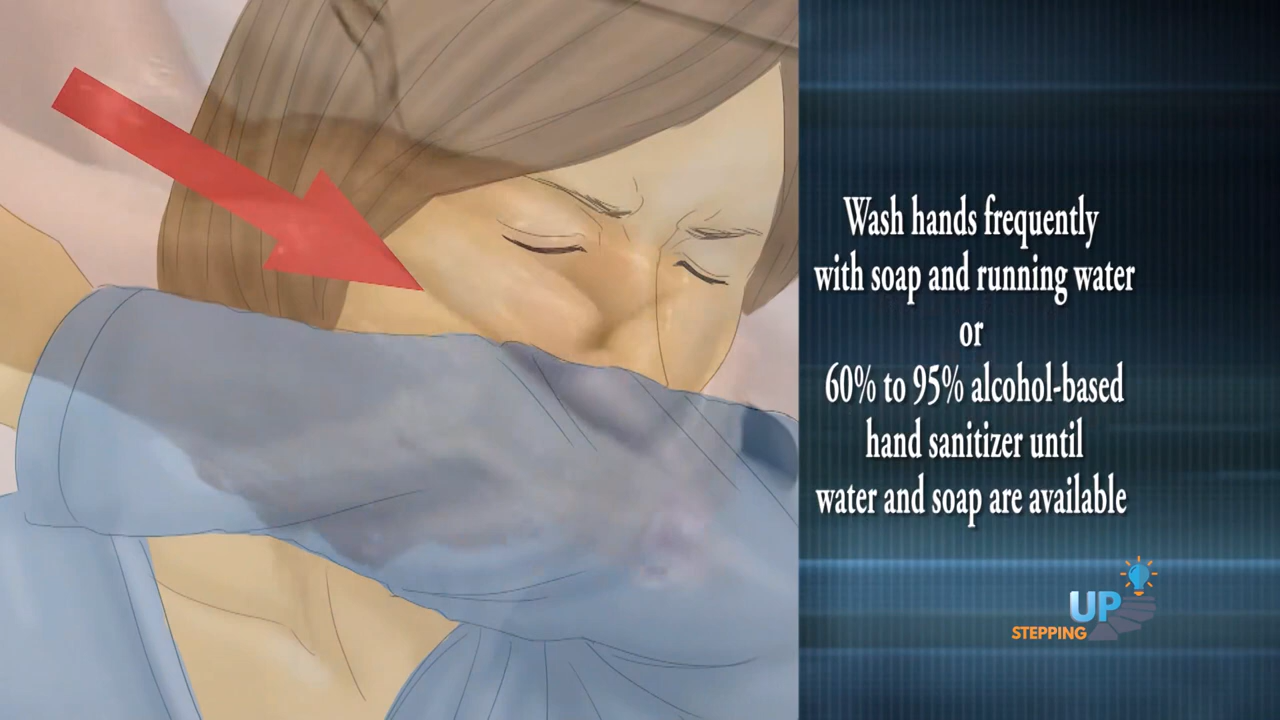 Wash hands frequently
with soap and running water
or
60% to 95% alcohol-based
hand sanitizer until
water and soap are available
UP
STEPPING